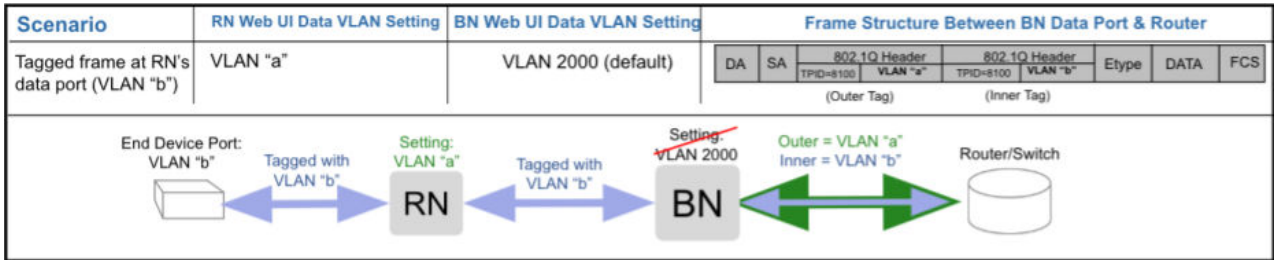 Scenario
RN Web UI Data VLAN Setting
BN Web UI Data VLAN Setting
Frame Structure Between BN Data Port & Router
Tagged frame at RN's
data port (VLAN "b")
VLAN "a"
VLAN 2000 (default)
DA
SA
802.1Q Header
TPID=8100
VLAN "a"
802.1Q Header
TPID=8100
VLAN "b"
Etype
DATA
FCS
(Outer Tag)
(Inner Tag)
End Device Port:
VLAN "b"
Tagged with
VLAN "b"
Setting:
VLAN "a"
RN
Tagged with
VLAN "b"
Setting:
VLAN 2000
BN
Outer = VLAN "a"
Inner = VLAN "b"
Router/Switch